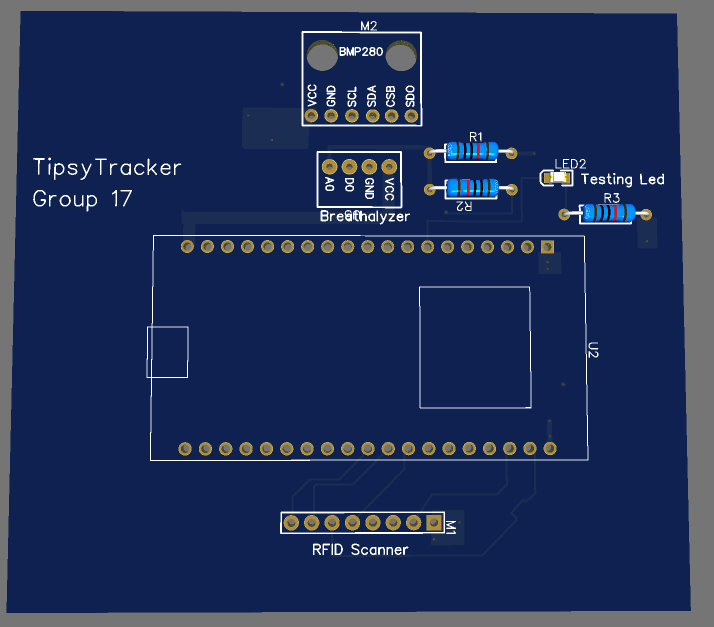 M2
BMP280
VCC
GND
SCL
SDA
CSB
SDO
R1
TipsyTracker
Group 17
A0
D0
GND
VCC
R2
LED2
Testing Led
R3
Breathalyzer
U2
M1
RFID Scanner